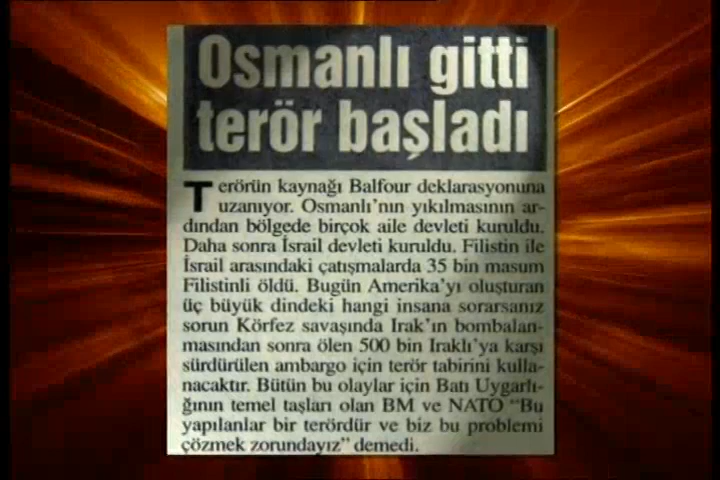 Osmanlı gitti
terör başladı
Terörün kaynağı Balfour deklarasyonuna
uzanıyor. Osmanlı'nın yıkılmasının ar-
dından bölgede birçok aile devleti kuruldu.
Daha sonra İsrail devleti kuruldu. Filistin ile
İsrail arasındaki çatışmalarda 35 bin masum
Filistinli öldü. Bugün Amerika'yı oluşturan
üç büyük dindeki hangi insana sorarsanız
sorun Körfez savaşında Irak'ın bombalan-
masından sonra ölen 500 bin Iraklı'ya karşı
sürdürülen ambargo için terör tabirini kulla-
nacaktır. Bütün bu olaylar için Batı Uygarlı-
ğının temel taşları olan BM ve NATO "Bu
yapılanlar bir terördür ve biz bu problemi
çözmek zorundayız" demedi.